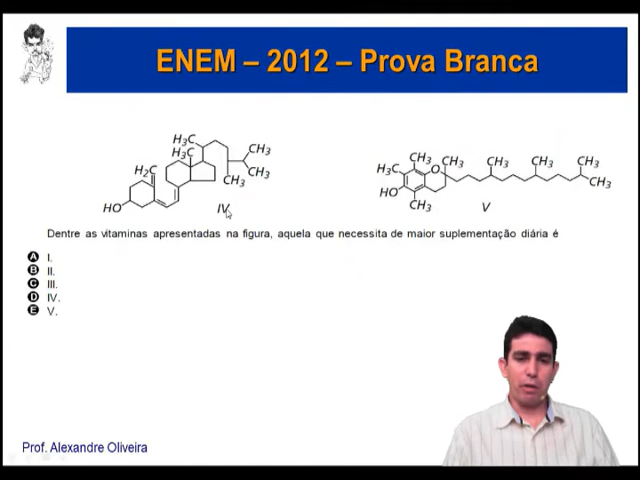 ENEM – 2012 – Prova Branca
H₃C
H₃C
CH₃
H₂C
CH₃
CH₃
HO
IV
CH₃
CH₃
CH₃
CH₃
H₃C
O
CH₃
HO
CH₃
V
Dentre as vitaminas apresentadas na figura, aquela que necessita de maior suplementação diária é
A I.
B II.
C III.
D IV.
E V.
Prof. Alexandre Oliveira